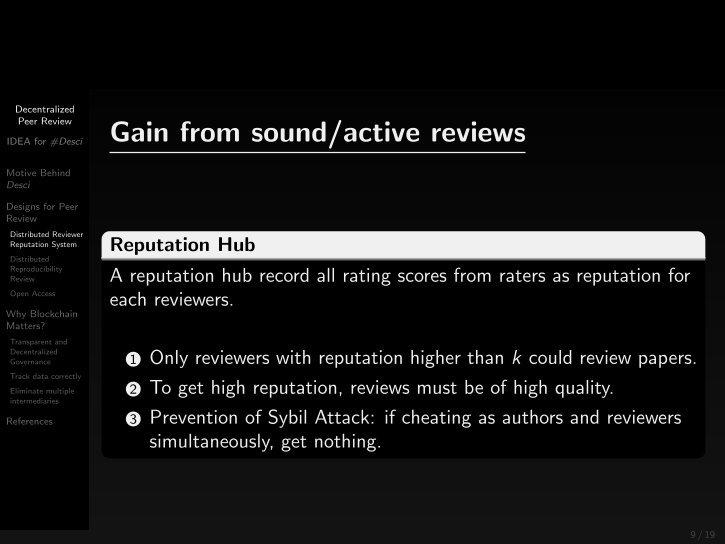 Decentralized
Peer Review
IDEA for #Desci
Motive Behind
Desci
Designs for Peer
Review
Distributed Reviewer
Reputation System
Distributed
Reproducibility
Review
Open Access
Why Blockchain
Matters?
Transparent and
Decentralized
Governance
Track data correctly
Eliminate multiple
intermediaries
References
Gain from sound/active reviews
Reputation Hub
A reputation hub record all rating scores from raters as reputation for
each reviewers.
1 Only reviewers with reputation higher than k could review papers.
2 To get high reputation, reviews must be of high quality.
3 Prevention of Sybil Attack: if cheating as authors and reviewers
simultaneously, get nothing.
9 / 19